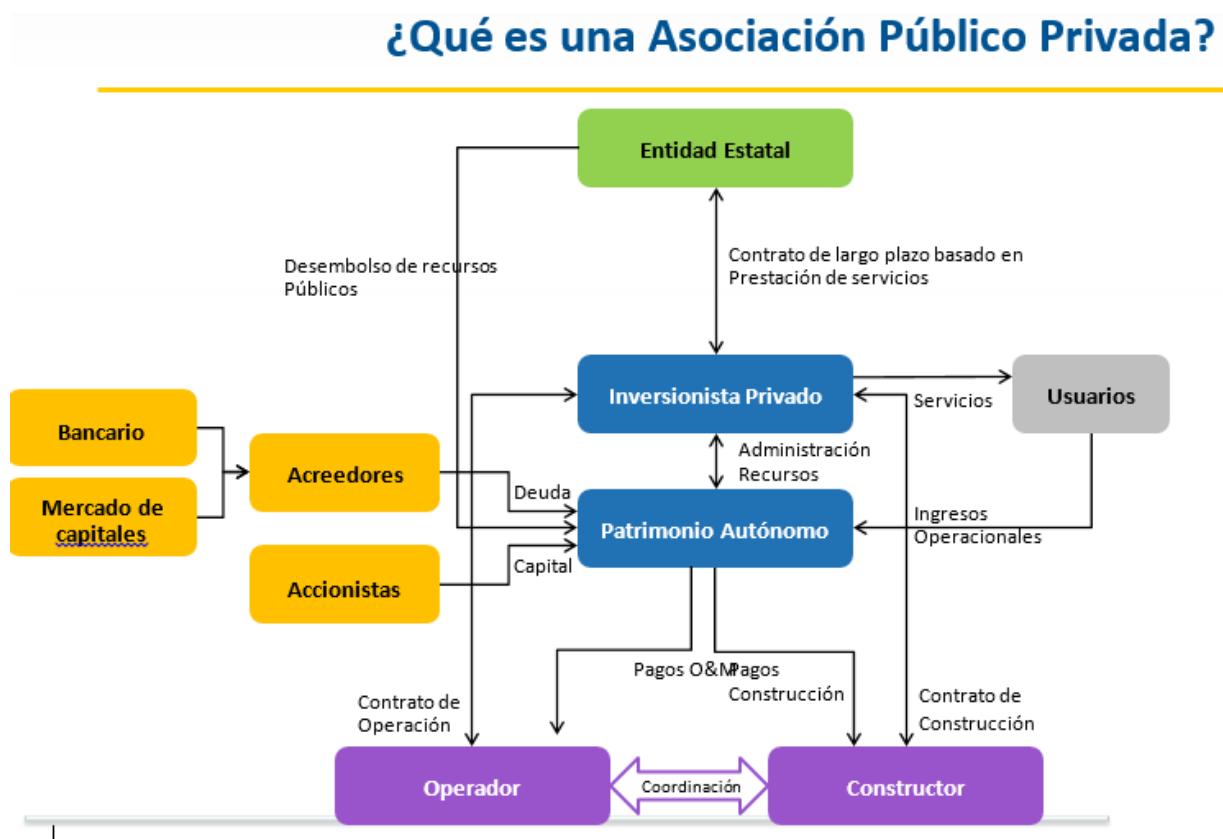 ¿Qué es una Asociación Público Privada?
Entidad Estatal
Desembolso de recursos
Públicos
Contrato de largo plazo basado en
Prestación de servicios
Inversionista Privado
Servicios
Usuarios
Bancario
Mercado de
capitales
Acreedores
Accionistas
Deuda
Capital
Administración
Recursos
Patrimonio Autónomo
Ingresos
Operacionales
Pagos O&M
Pagos
Construcción
Contrato de
Operación
Contrato de
Construcción
Operador
Coordinación
Constructor